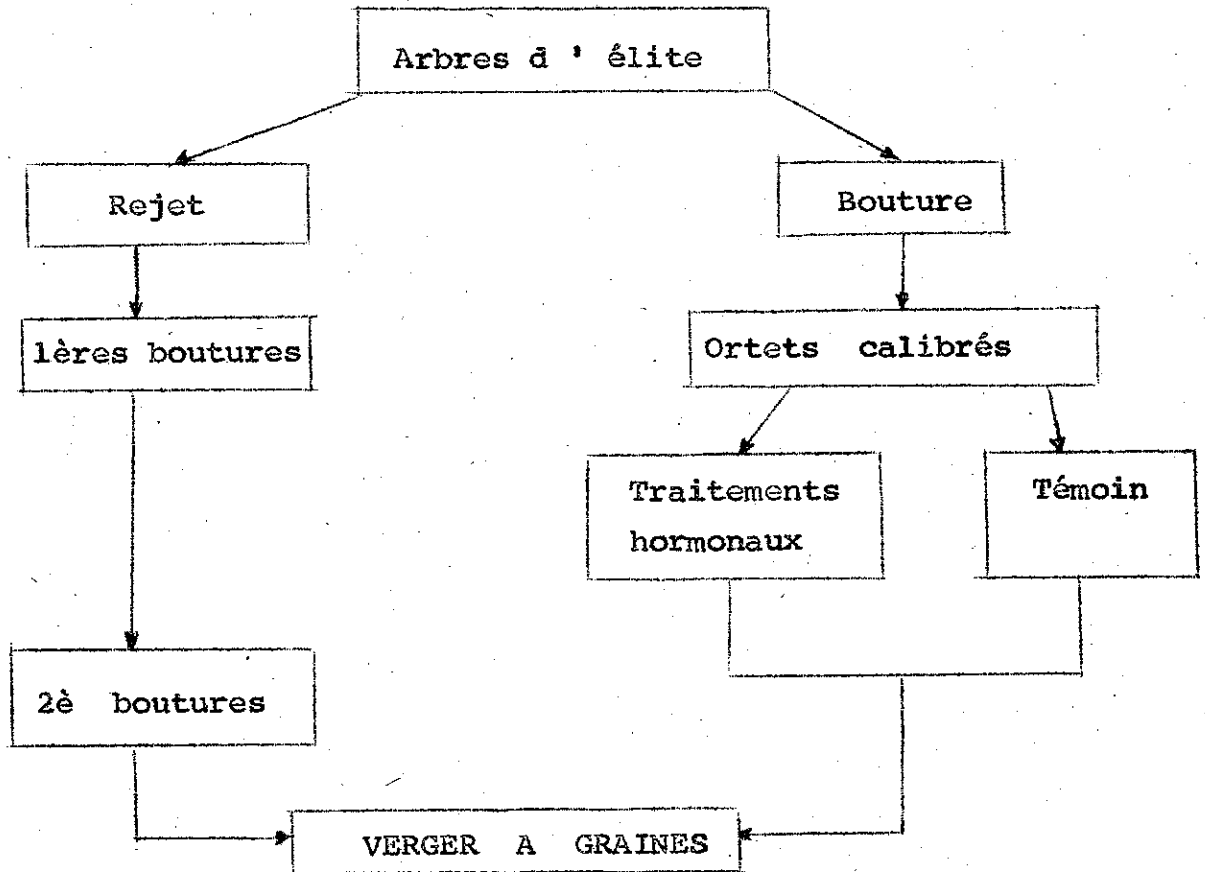 Arbres d ' élite
Rejet
Bouture
1ères boutures
Ortets calibrés
Traitements
hormonaux
Témoin
2è boutures
VERGER A GRAINES